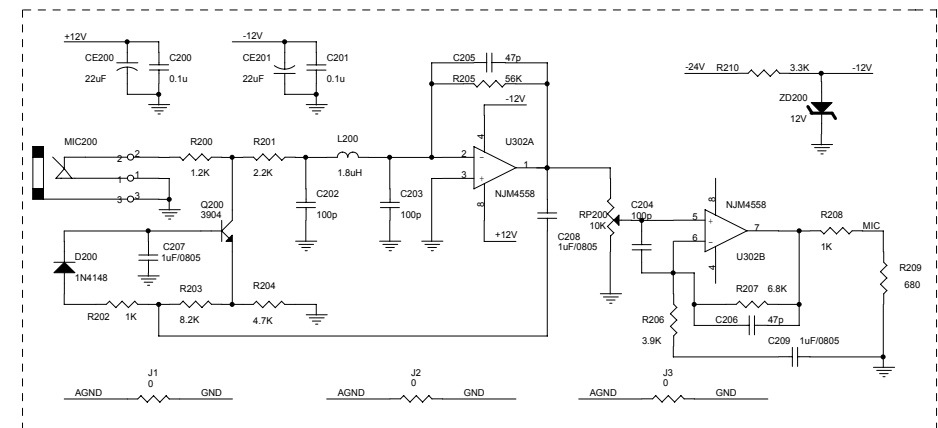 +12V
CE200
22uF
C200
0.1u
-12V
CE201
22uF
C201
0.1u
C205 47p
R205 56K
-12V
4
U302A
2
3
1
NJM4558
8
+12V
-24V R210 3.3K -12V
ZD200
12V
MIC200
2 2
1 1
3 3
R200
1.2K
R201
2.2K
L200
1.8uH
C202
100p
C203
100p
Q200
3904
C207
1uF/0805
D200
1N4148
R202 1K
R203
8.2K
R204
4.7K
C208
1uF/0805
RP200
10K
C204
100p
8
NJM4558
5
6
7
U302B
4
R208
1K
MIC
R209
680
R207 6.8K
C206 47p
R206
3.9K
C209 1uF/0805
J1
0
AGND GND
J2
0
AGND GND
J3
0
AGND GND